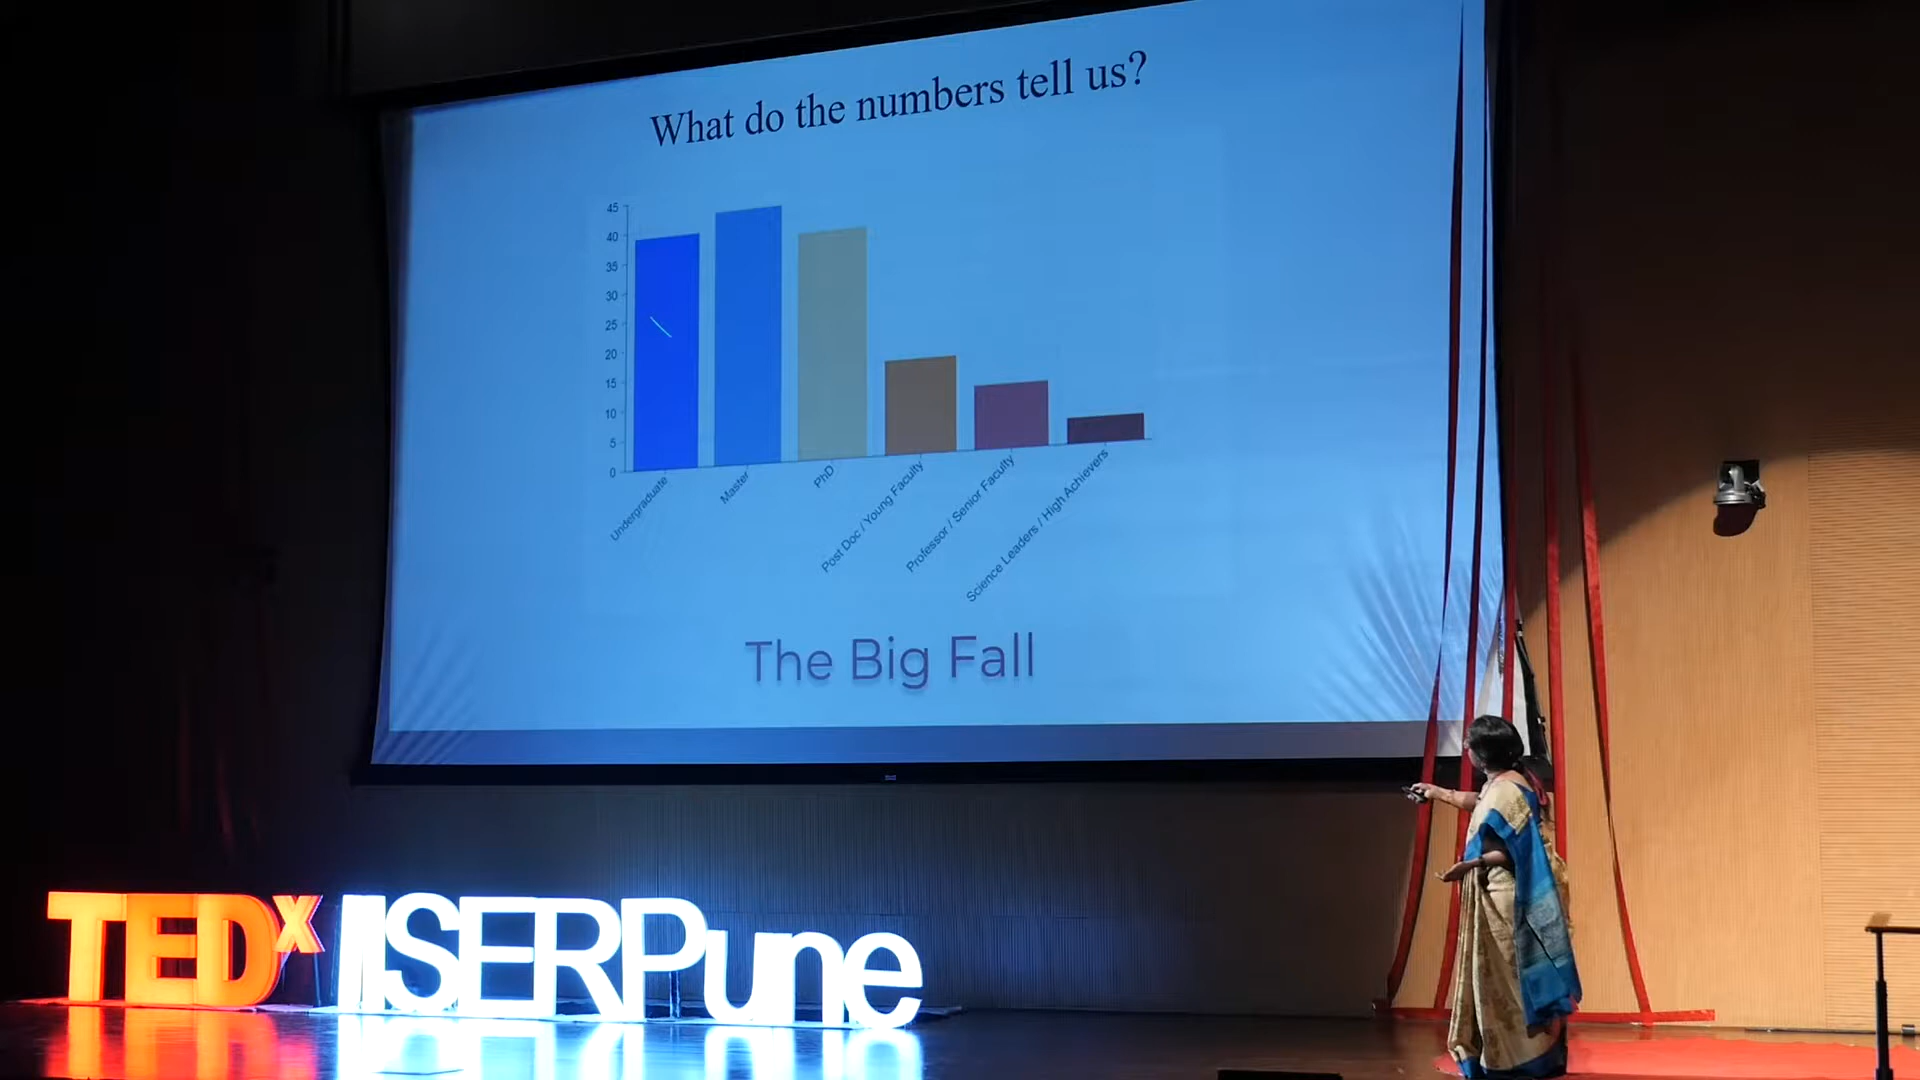 What do the numbers tell us?
45
40
35
30
25
20
15
10
5
0
Undergraduate
Master
PhD
Post Doc / Young Faculty
Professor / Senior Faculty
Science Leaders / High Achievers
The Big Fall
TEDx IISERPune